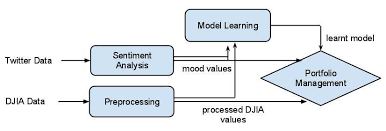 Model Learning
learnt model
Twitter Data
Sentiment
Analysis
mood values
Portfolio
Management
DJIA Data
Preprocessing
processed DJIA
values